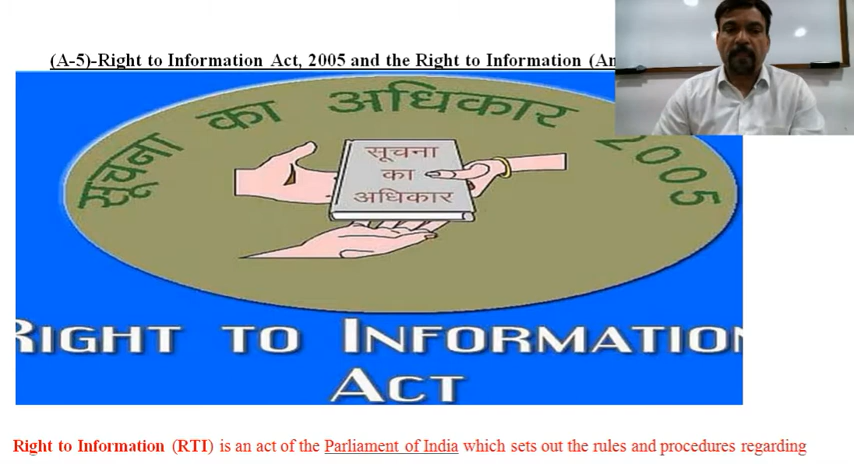 (A-5)-Right to Information Act, 2005 and the Right to Information (An
सूचना का अधिकार 2005
सूचना
का
अधिकार
RIGHT TO INFORMATION
ACT
Right to Information (RTI) is an act of the Parliament of India which sets out the rules and procedures regarding